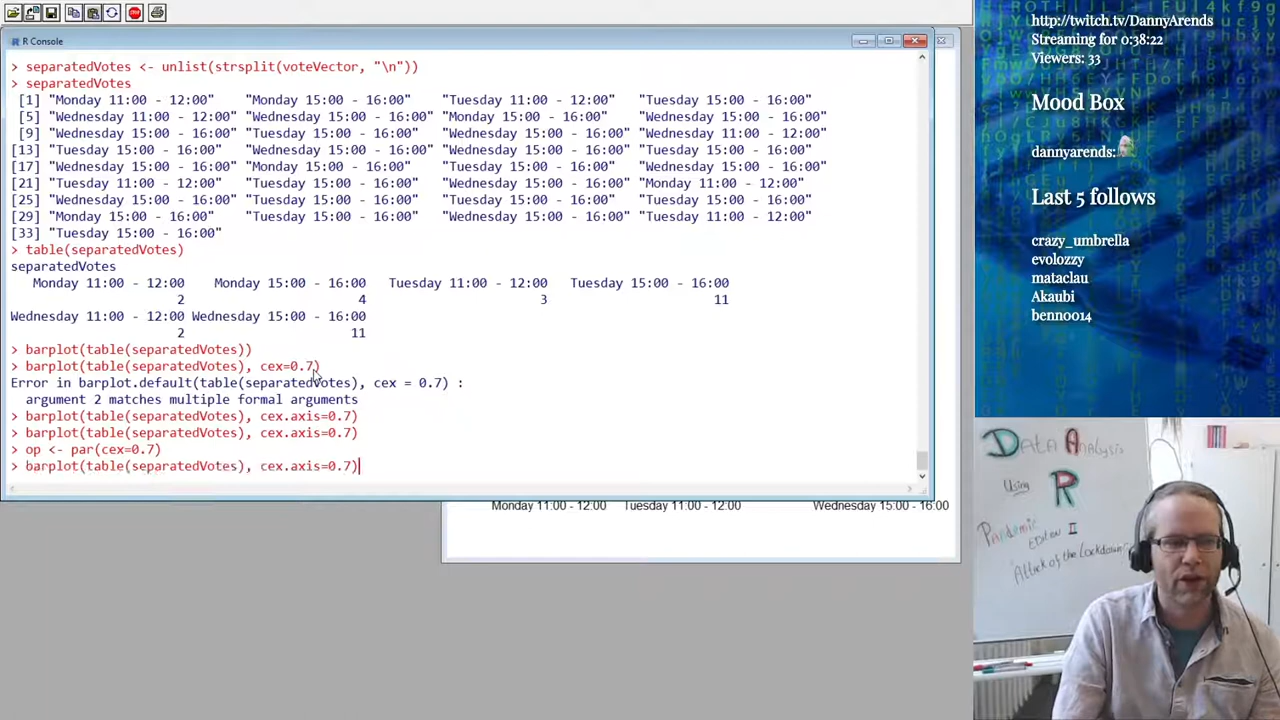 R Console
> separatedVotes <- unlist(strsplit(voteVector, "\n"))
> separatedVotes
[1] "Monday 11:00 - 12:00" "Monday 15:00 - 16:00" "Tuesday 11:00 - 12:00" "Tuesday 15:00 - 16:00"
[5] "Wednesday 11:00 - 12:00" "Wednesday 15:00 - 16:00" "Monday 15:00 - 16:00" "Wednesday 15:00 - 16:00"
[9] "Wednesday 15:00 - 16:00" "Tuesday 15:00 - 16:00" "Wednesday 15:00 - 16:00" "Wednesday 11:00 - 12:00"
[13] "Tuesday 15:00 - 16:00" "Wednesday 15:00 - 16:00" "Wednesday 15:00 - 16:00" "Tuesday 15:00 - 16:00"
[17] "Wednesday 15:00 - 16:00" "Monday 15:00 - 16:00" "Tuesday 15:00 - 16:00" "Wednesday 15:00 - 16:00"
[21] "Tuesday 11:00 - 12:00" "Tuesday 15:00 - 16:00" "Wednesday 15:00 - 16:00" "Monday 11:00 - 12:00"
[25] "Wednesday 15:00 - 16:00" "Tuesday 15:00 - 16:00" "Wednesday 15:00 - 16:00" "Tuesday 15:00 - 16:00"
[29] "Monday 15:00 - 16:00" "Tuesday 15:00 - 16:00" "Wednesday 15:00 - 16:00" "Tuesday 11:00 - 12:00"
[33] "Tuesday 15:00 - 16:00"
> table(separatedVotes)
separatedVotes
Monday 11:00 - 12:00 Monday 15:00 - 16:00 Tuesday 11:00 - 12:00 Tuesday 15:00 - 16:00
2 4 3 11
Wednesday 11:00 - 12:00 Wednesday 15:00 - 16:00
2 11
> barplot(table(separatedVotes))
> barplot(table(separatedVotes), cex=0.7)
Error in barplot.default(table(separatedVotes), cex = 0.7) :
argument 2 matches multiple formal arguments
> barplot(table(separatedVotes), cex.axis=0.7)
> barplot(table(separatedVotes), cex.axis=0.7)
> op <- par(cex=0.7)
> barplot(table(separatedVotes), cex.axis=0.7)
Monday 11:00 - 12:00 Tuesday 11:00 - 12:00 Wednesday 15:00 - 16:00
http://twitch.tv/DannyArends
Streaming for 0:38:22
Viewers: 33
Mood Box
dannyarends:
Last 5 follows
crazy_umbrella
evolozzy
mataclau
Akaubi
benno014
Data Analysis
Using R
Pandemic
Edition II
"Attack of the Lockdown"